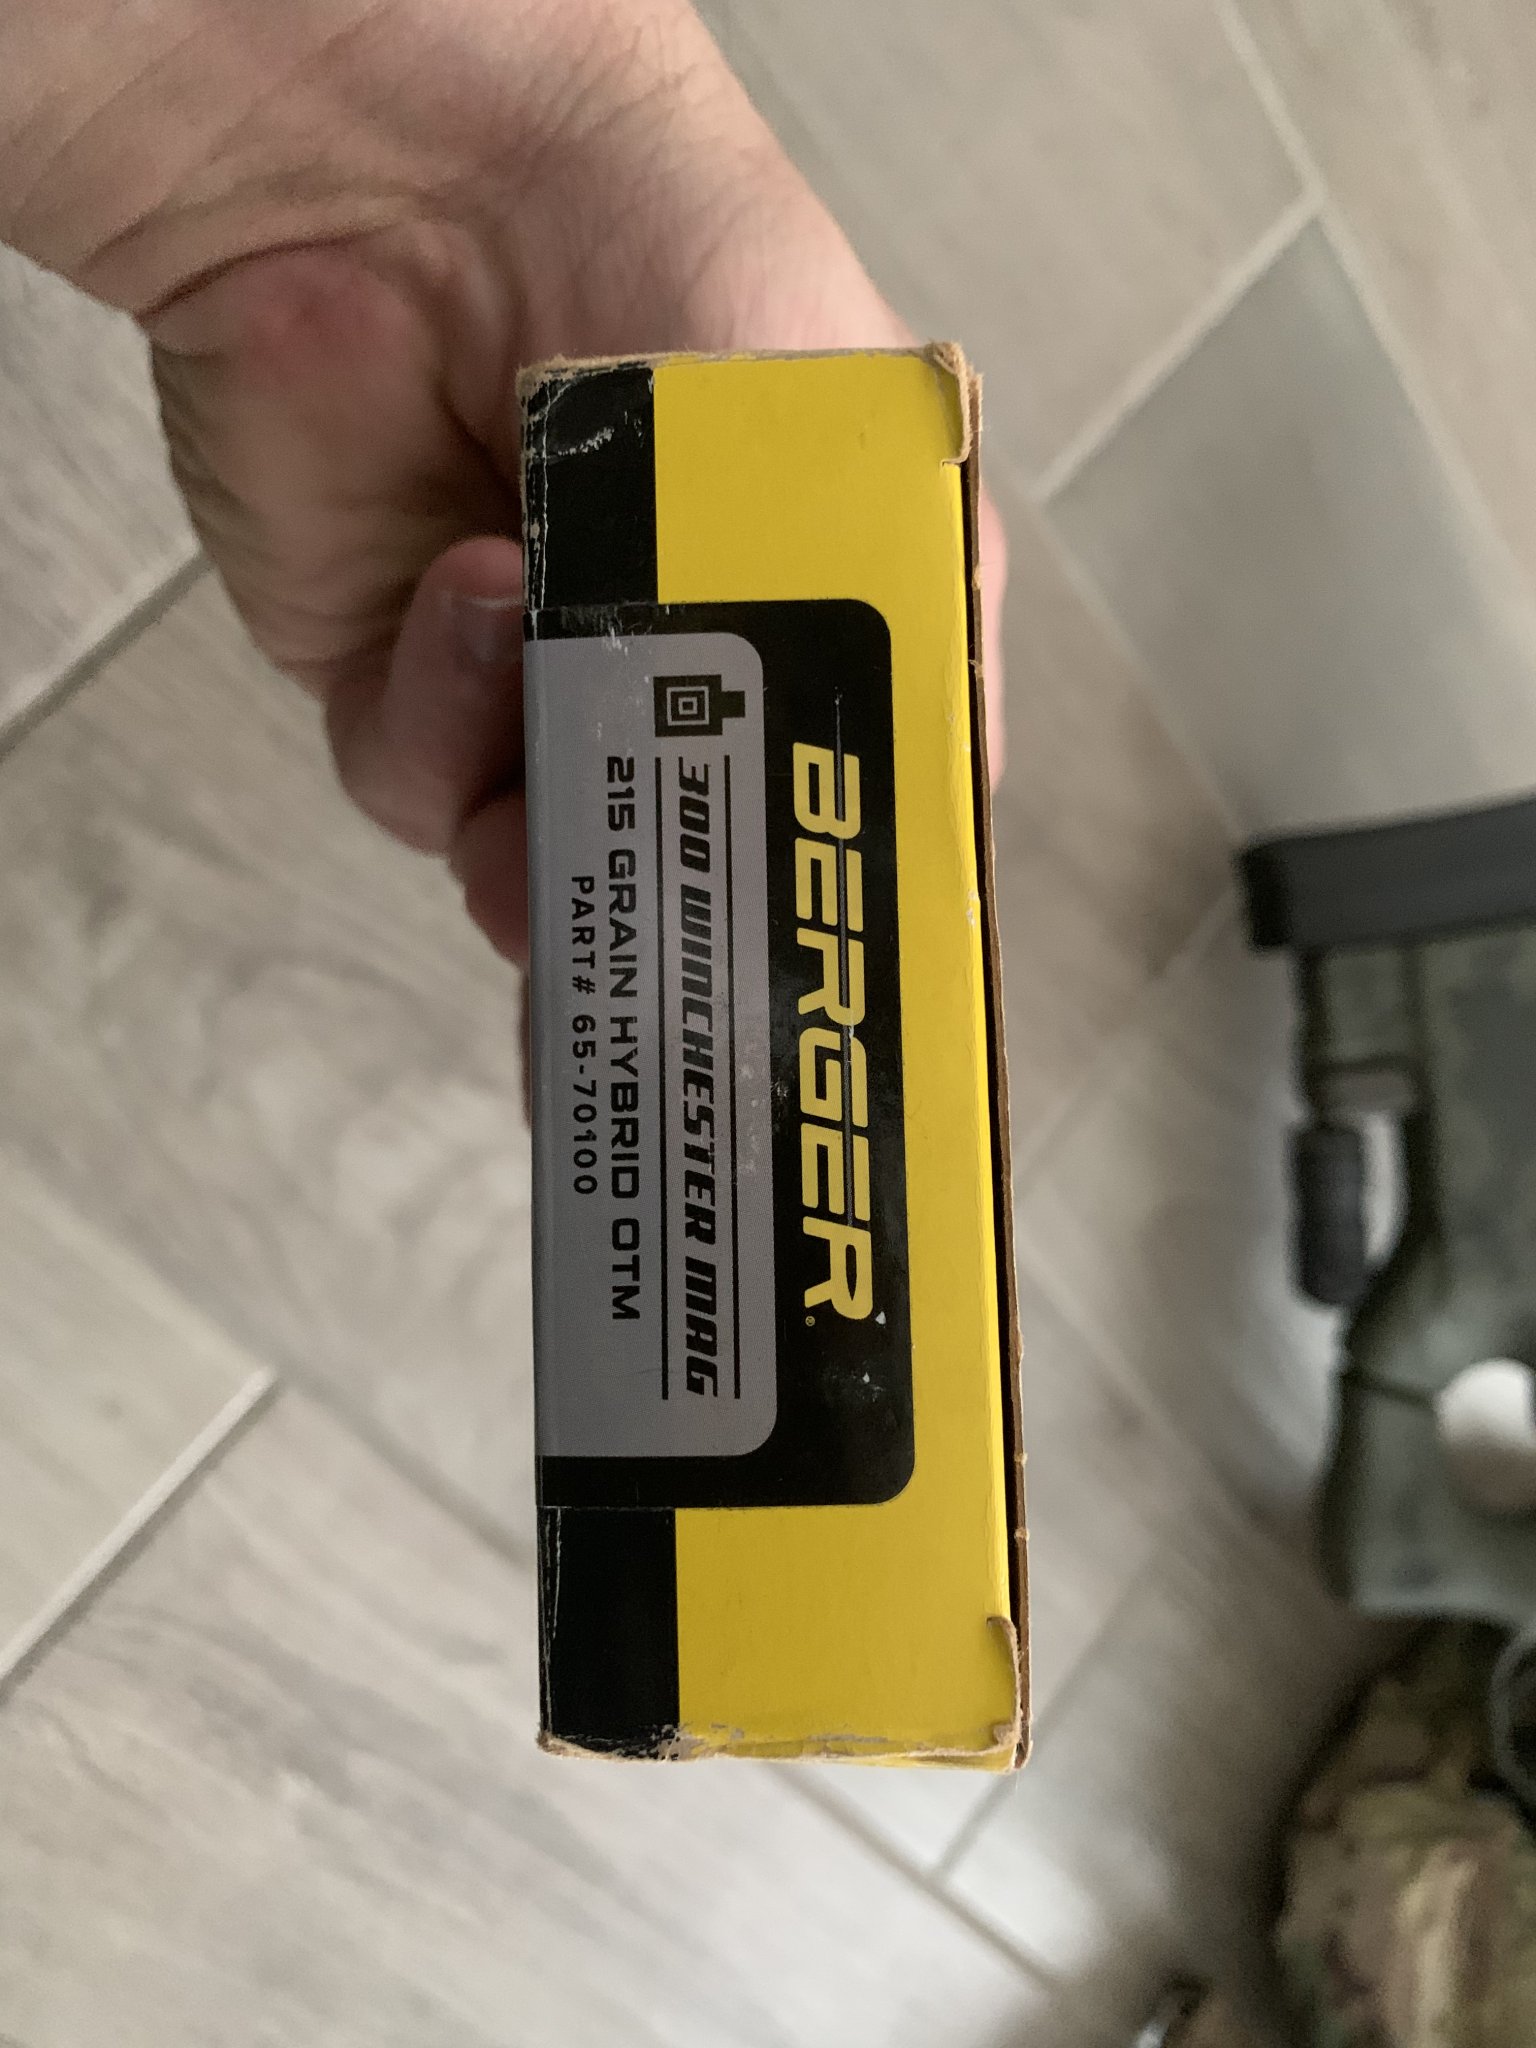 BERGER®
300 WINCHESTER MAG
215 GRAIN HYBRID OTM
PART# 65-70100